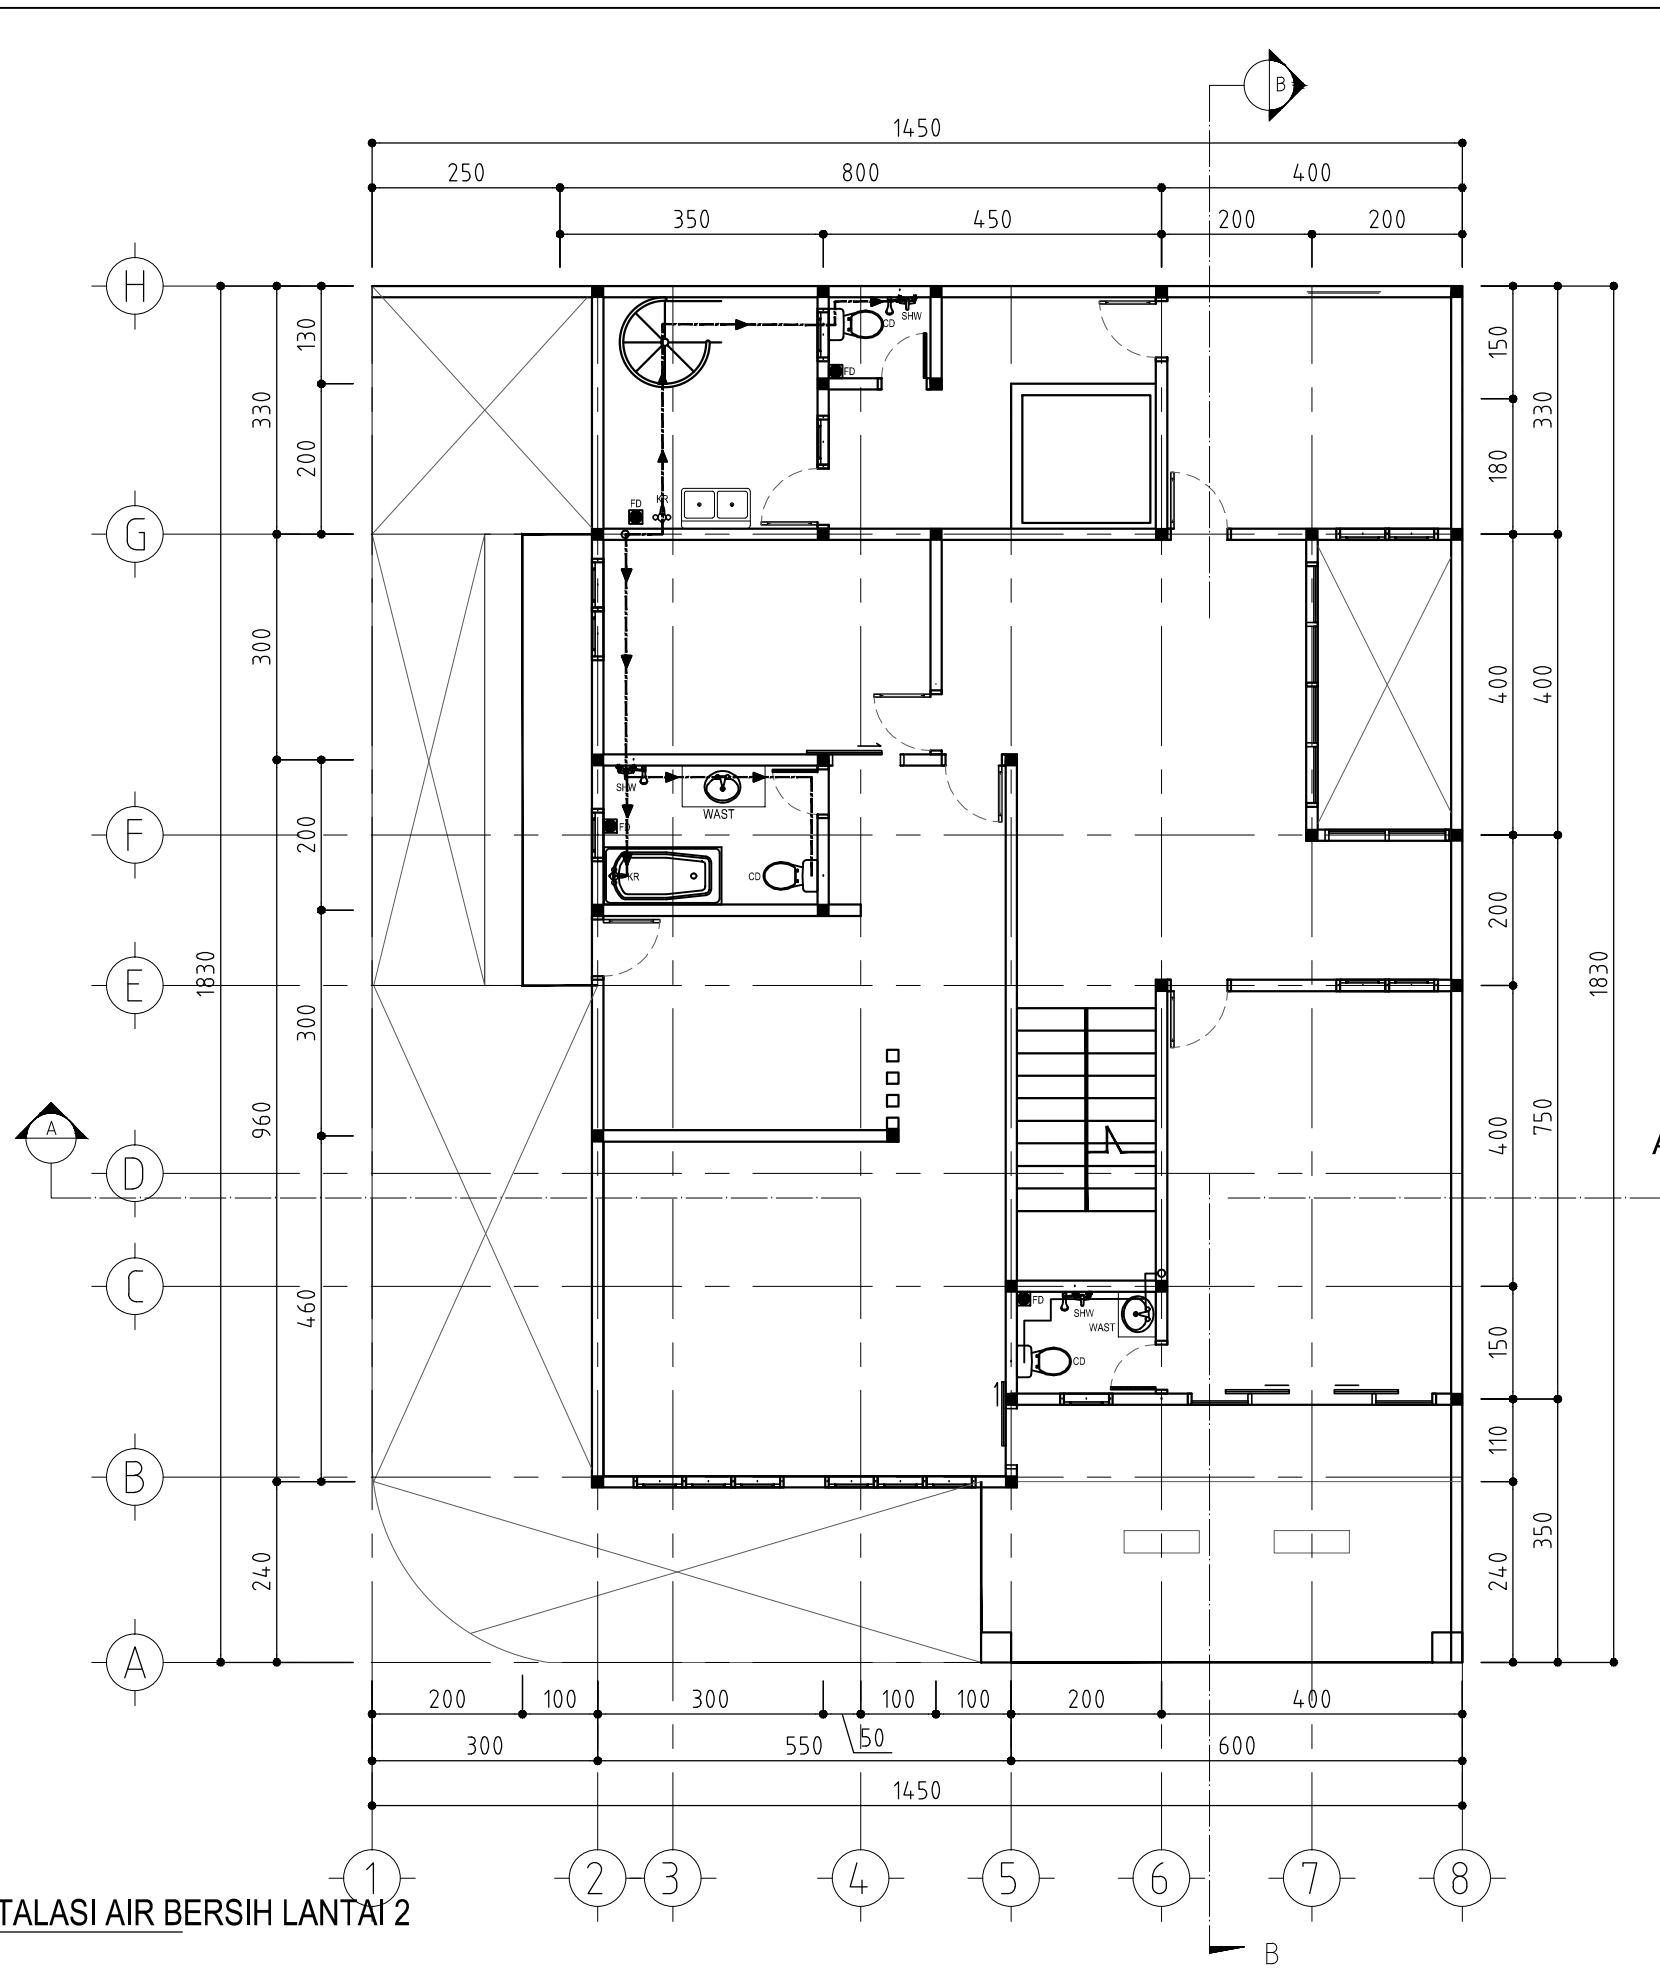 B
1450
250 800 400
350 450 200 200
H
130
150
330
330
SHW
CD
FD
200
180
FD
KR
G
300
400
400
SHW
WAST
F
FD
200
KR
CD
200
E
1830
1830
300
A
960
750
400
D
A
C
460
FD
SHW
WAST
150
CD
B
110
240
240
350
A
200 100 300 100 100 200 400
50
300 550 600
1450
1 2 3 4 5 6 7 8
TALASI AIR BERSIH LANTAI 2
B